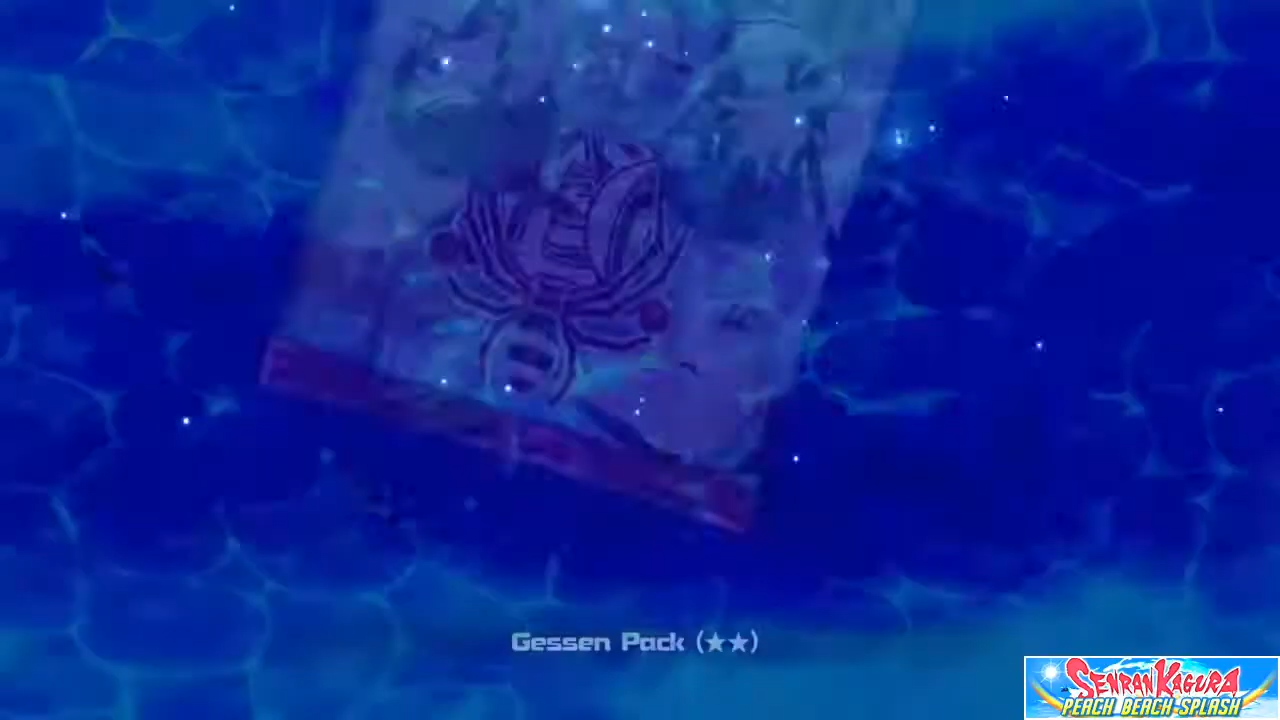 Gessen Pack (★★)
SENRAN KAGURA
PEACH BEACH SPLASH